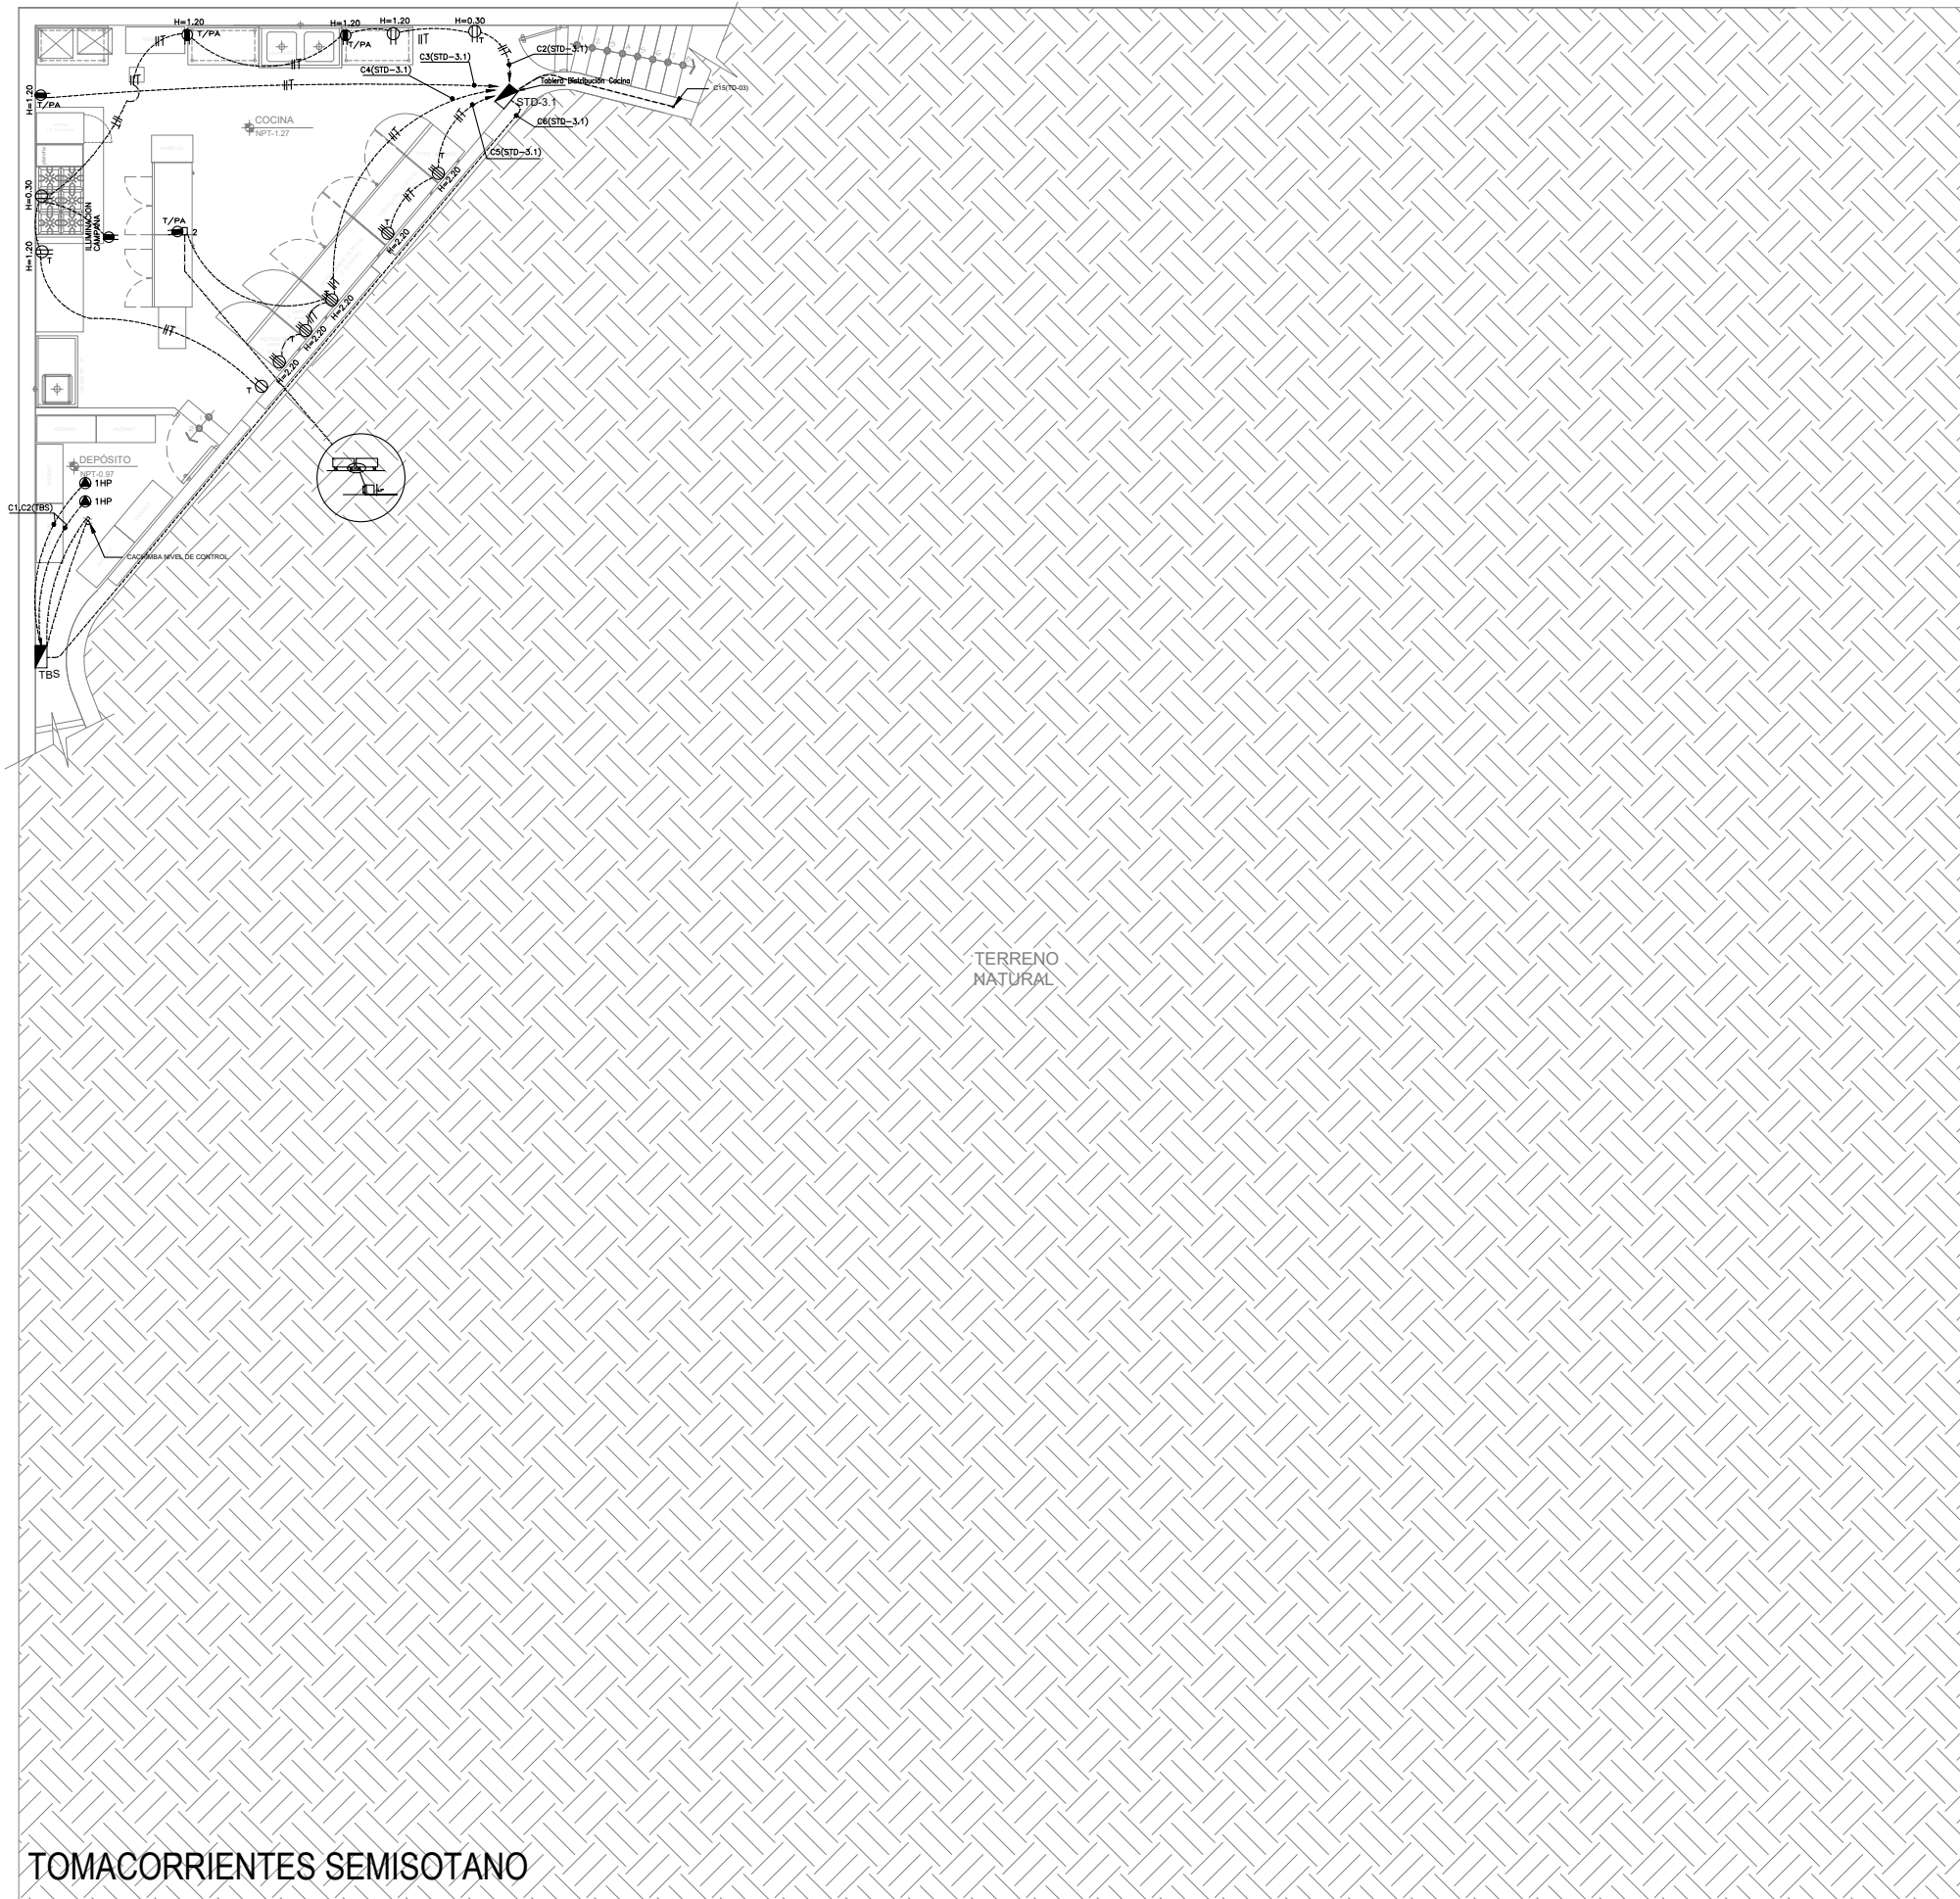 H=1.20
T/PA
H=1.20
T/PA
H=1.20
H=0.30
T
C2(STD-3.1)
C3(STD-3.1)
C4(STD-3.1)
Tablero Distribución Cocina
C15(TD-03)
STD-3.1
C6(STD-3.1)
C5(STD-3.1)
H=1.20
T/PA
COCINA
NPT-1.27
T
H=2.20
H=0.30
ILUMINACION
CAMPANA
T/PA
2
T
H=2.20
H=1.20
T
T
H=2.20
T
H=2.20
T
H=2.20
T
DEPÓSITO
NPT-0.97
1HP
1HP
C1,C2(TBS)
CACHIMBA NIVEL DE CONTROL
TBS
TERRENO
NATURAL
TOMACORRIENTES SEMISOTANO